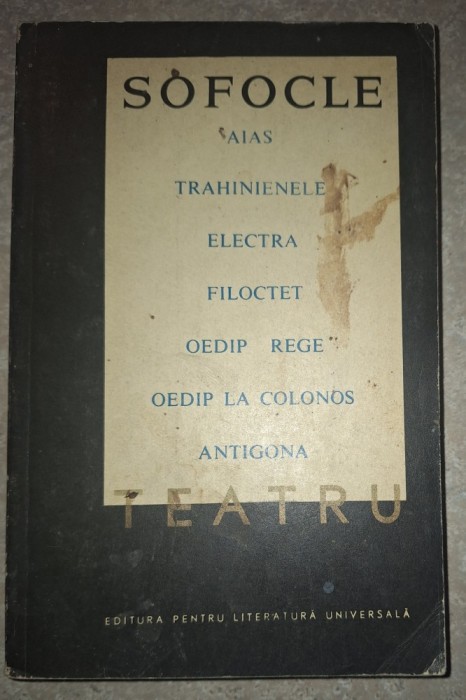 SOFOCLE
AIAS
TRAHINIENELE
ELECTRA
FILOCTET
OEDIP REGE
OEDIP LA COLONOS
ANTIGONA
TEATRU
EDITURA PENTRU LITERATURĂ UNIVERSALĂ